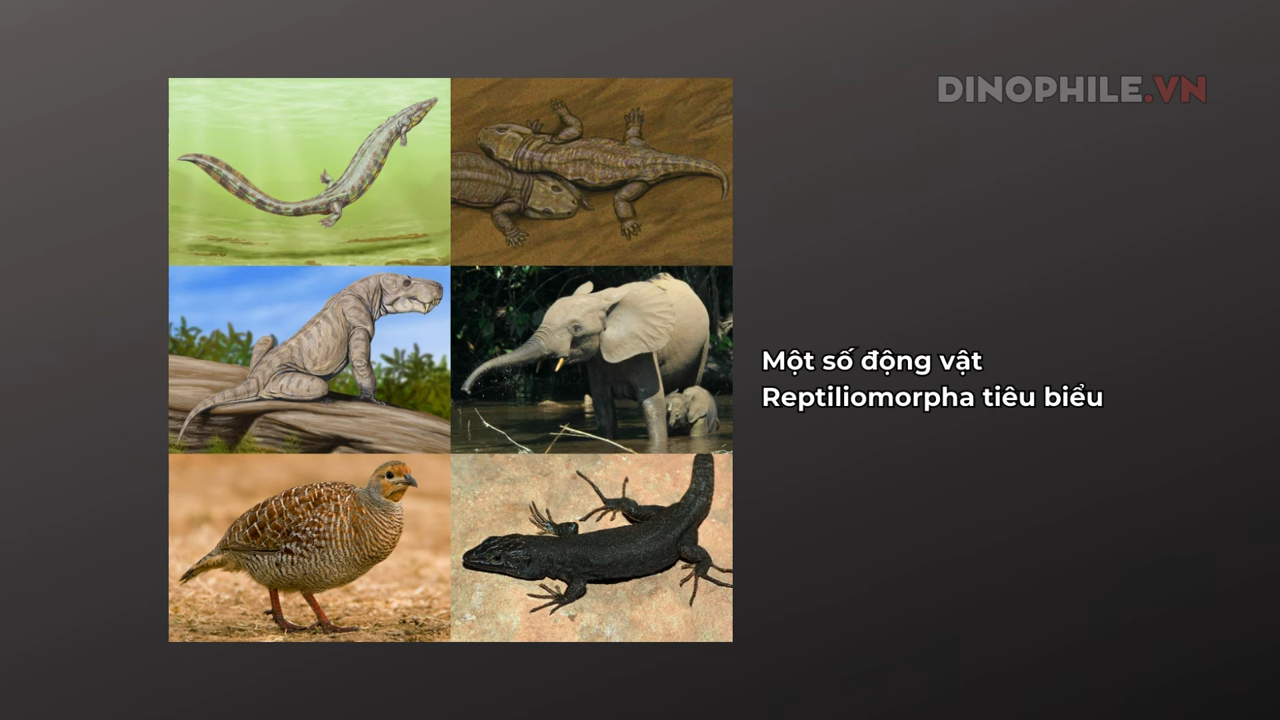 DINOPHILE.VN
Một số động vật
Reptiliomorpha tiêu biểu